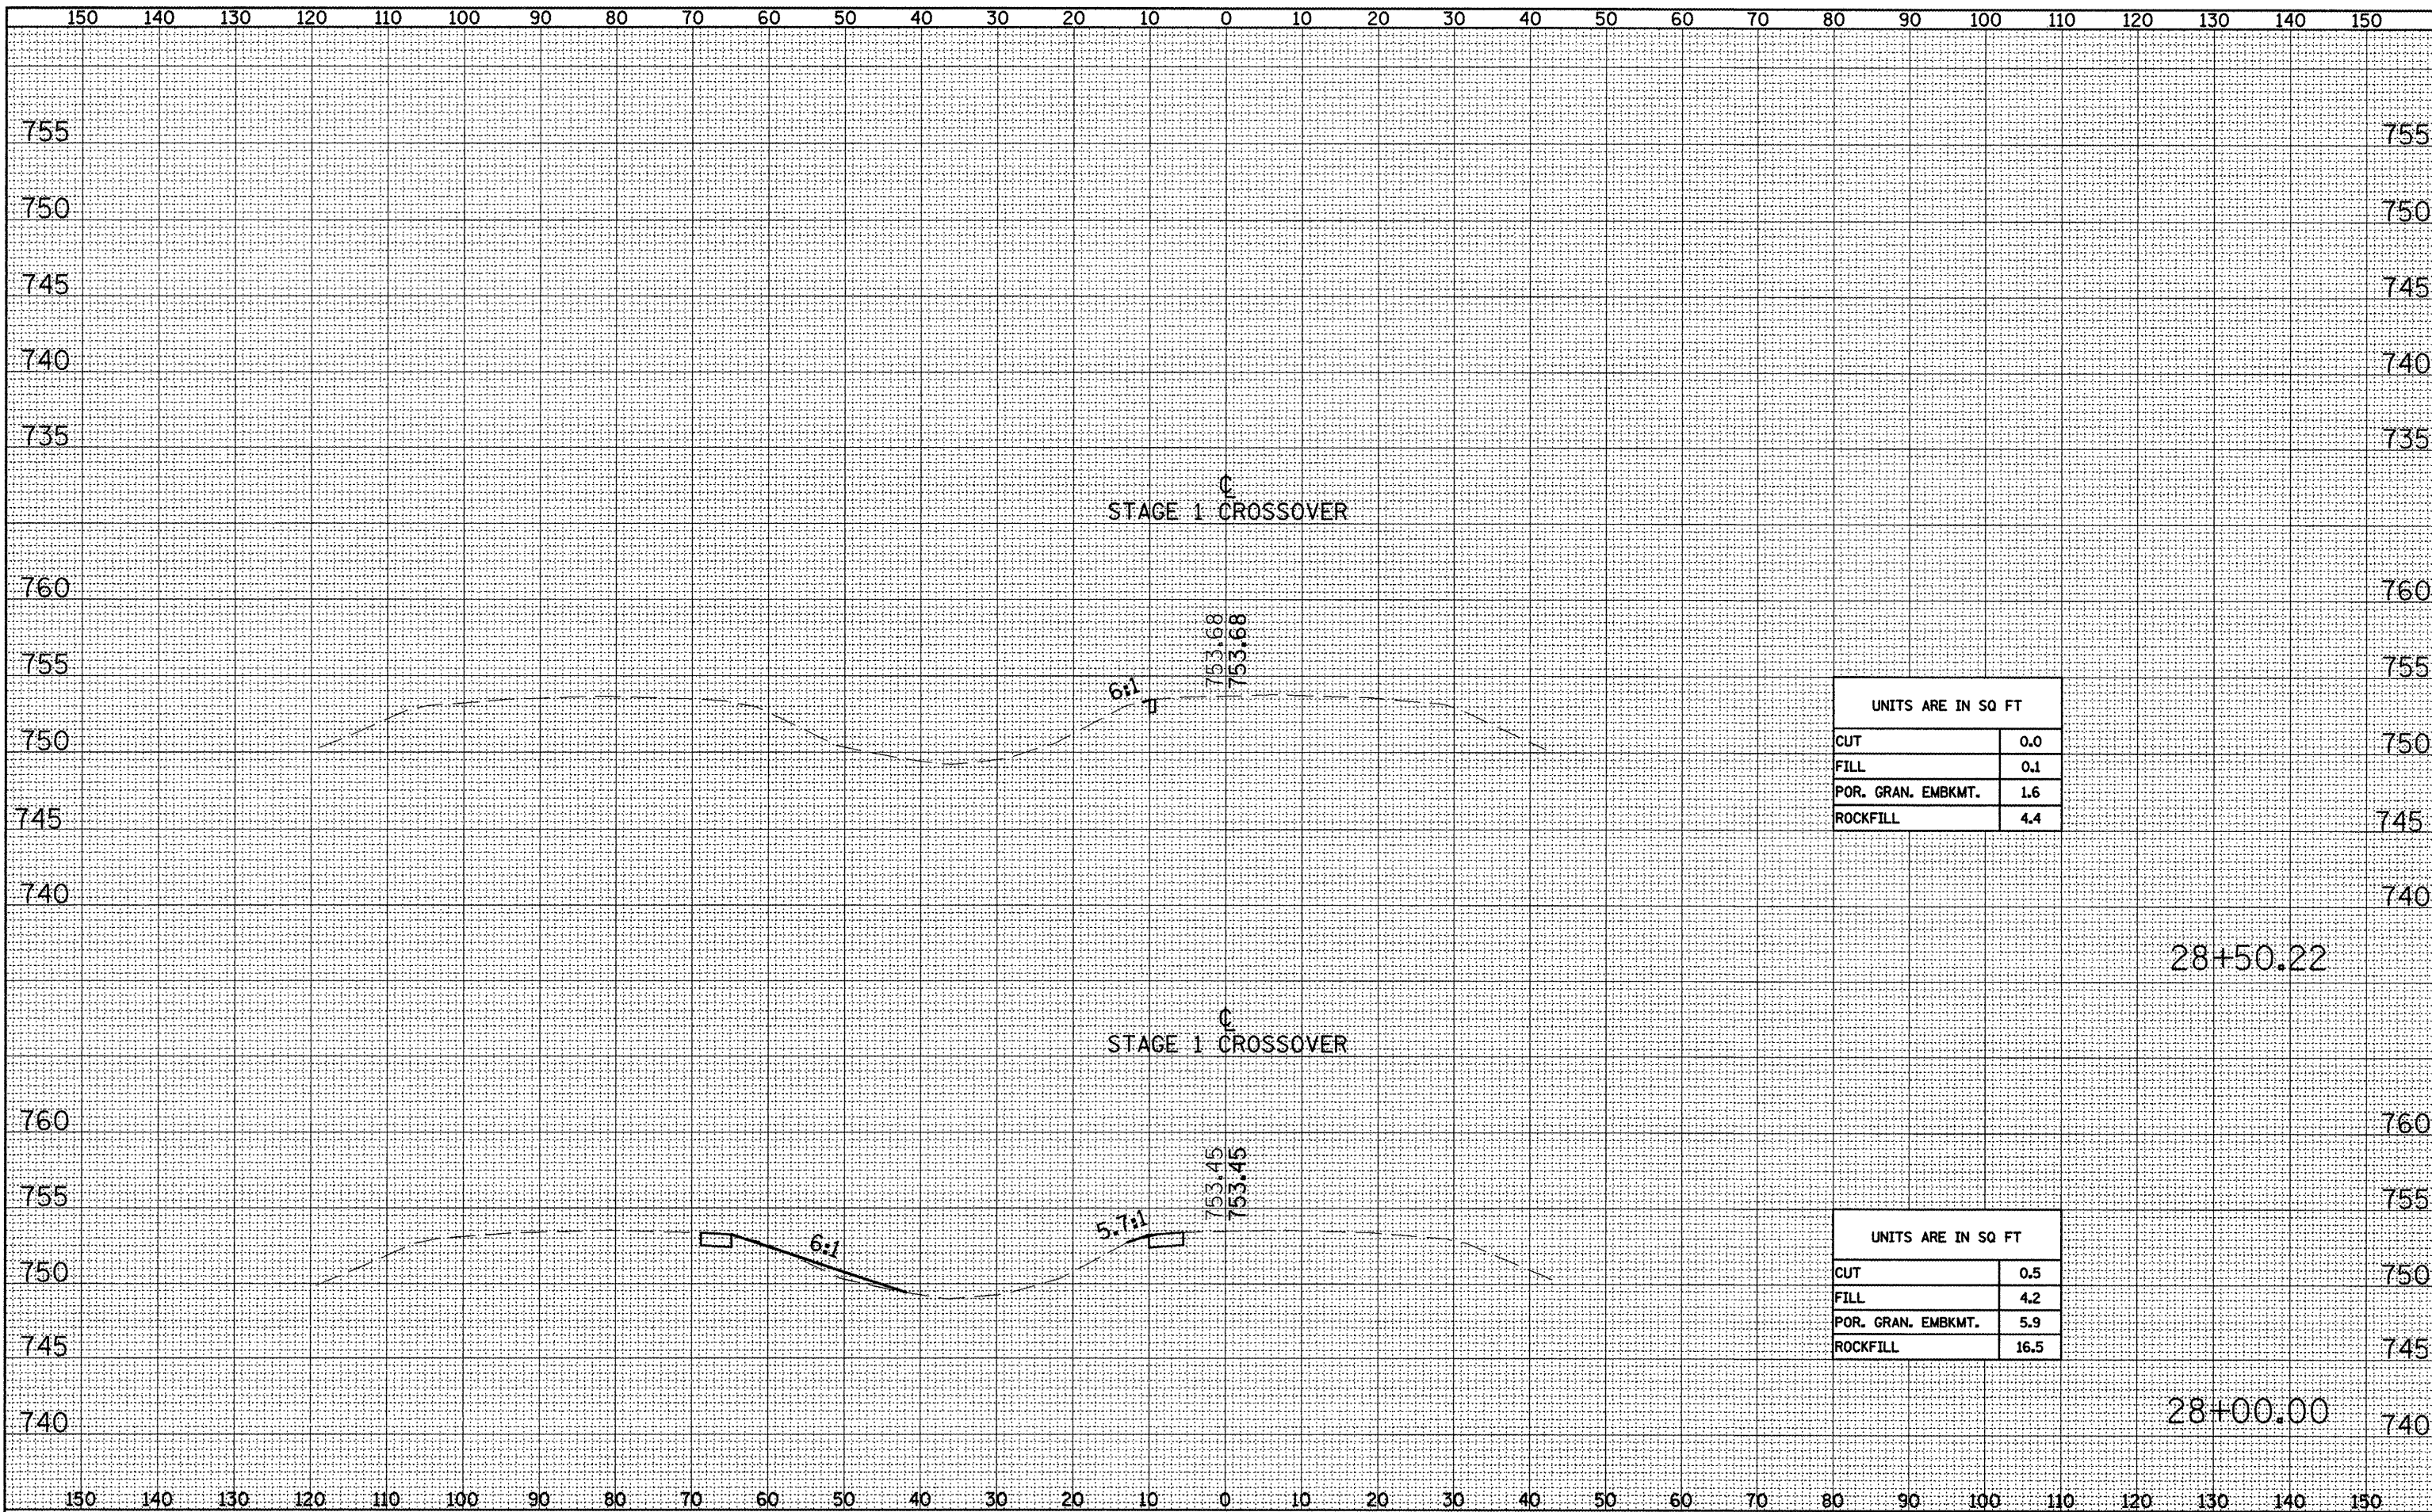 150 140 130 120 110 100 90 80 70 60 50 40 30 20 10 0 10 20 30 40 50 60 70 80 90 100 110 120 130 140 150
755 755
750 750
745 745
740 740
735 735
℄
STAGE 1 CROSSOVER
760 760
753.68
753.68
755 755
6:1
UNITS ARE IN SQ FT
CUT 0.0
FILL 0.1
POR. GRAN. EMBKMT. 1.6
ROCKFILL 4.4
750 750
745 745
740 740
28+50.22
℄
STAGE 1 CROSSOVER
760 760
753.45
753.45
755 755
5.7:1
6:1
UNITS ARE IN SQ FT
CUT 0.5
FILL 4.2
POR. GRAN. EMBKMT. 5.9
ROCKFILL 16.5
750 750
745 745
28+00.00
740 740
150 140 130 120 110 100 90 80 70 60 50 40 30 20 10 0 10 20 30 40 50 60 70 80 90 100 110 120 130 140 150